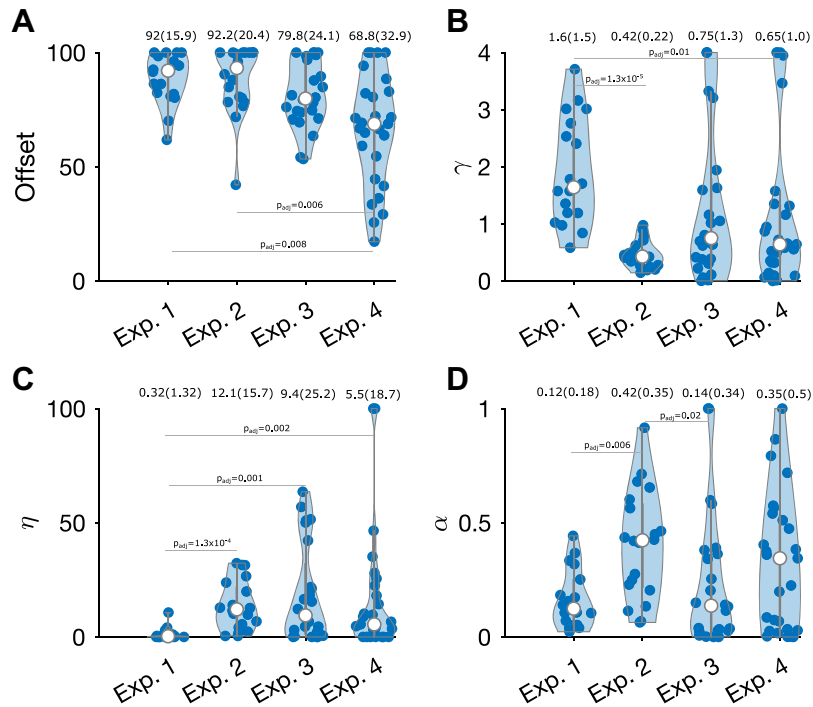 A
92(15.9) 92.2(20.4) 79.8(24.1) 68.8(32.9)
100
50
0
Offset
p_adj=0.006
p_adj=0.008
Exp. 1 Exp. 2 Exp. 3 Exp. 4
B
1.6(1.5) 0.42(0.22) 0.75(1.3) 0.65(1.0)
4
3
2
1
0
γ
p_adj=0.01
p_adj=1.3x10⁻⁵
Exp. 1 Exp. 2 Exp. 3 Exp. 4
C
0.32(1.32) 12.1(15.7) 9.4(25.2) 5.5(18.7)
100
50
0
η
p_adj=0.002
p_adj=0.001
p_adj=1.3x10⁻⁴
Exp. 1 Exp. 2 Exp. 3 Exp. 4
D
0.12(0.18) 0.42(0.35) 0.14(0.34) 0.35(0.5)
1
0.5
0
α
p_adj=0.02
p_adj=0.006
Exp. 1 Exp. 2 Exp. 3 Exp. 4